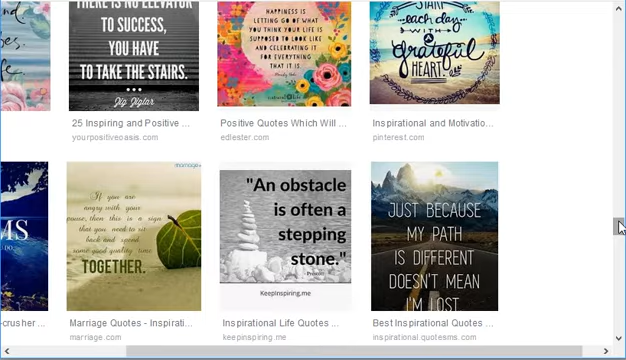 THERE IS NO ELEVATOR
TO SUCCESS,
YOU HAVE
TO TAKE THE STAIRS.
Zig Ziglar
HAPPINESS IS
LETTING GO OF WHAT
YOU THINK YOUR LIFE IS
SUPPOSED TO LOOK LIKE
AND CELEBRATING IT
FOR EVERYTHING
THAT IT IS.
START
each day
WITH
A
grateful
HEART.
25 Inspiring and Positive ...
yourpositiveoasis.com
Positive Quotes Which Will ...
edlester.com
Inspirational and Motivatio...
pinterest.com
MS
marriage
If you are
angry with your
spouse, then this is a sign
that you need to sit
back and spend
some good quality time
TOGETHER.
"An obstacle
is often a
stepping
stone."
Prescott
KeepInspiring.me
JUST BECAUSE
MY PATH
IS DIFFERENT
DOESN'T MEAN
I'M LOST
-crusher ...
Marriage Quotes - Inspirati...
marriage.com
Inspirational Life Quotes ...
keepinspiring.me
Best Inspirational Quotes ...
inspirational.quotesms.com